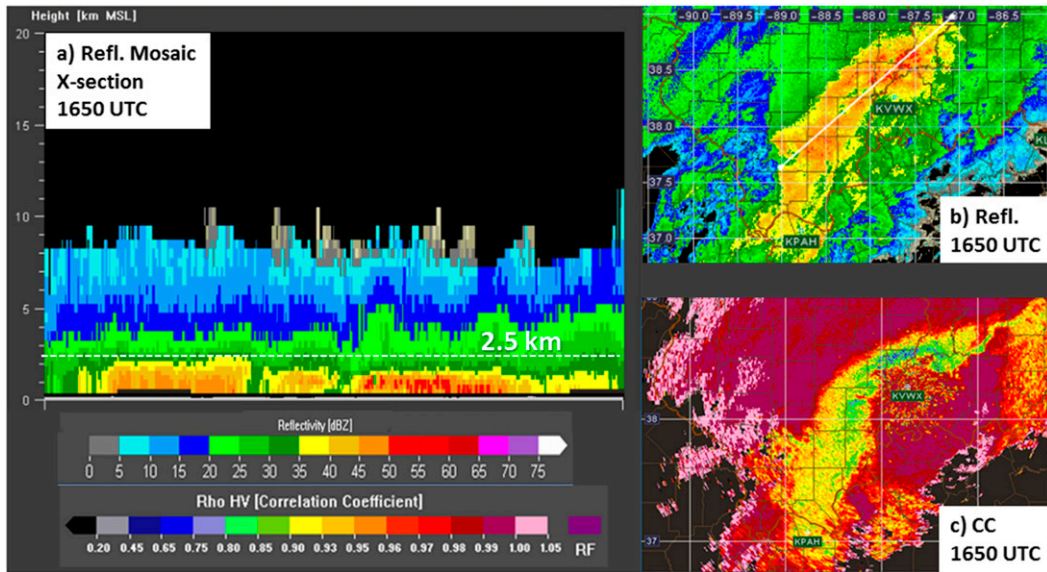 Height [km MSL]
20
15
10
5
0
a) Refl. Mosaic
X-section
1650 UTC
2.5 km
Reflectivity [dBZ]
0 5 10 15 20 25 30 35 40 45 50 55 60 65 70 75
Rho HV [Correlation Coefficient]
0.20 0.45 0.65 0.75 0.80 0.85 0.90 0.93 0.95 0.96 0.97 0.98 0.99 1.00 1.05 RF
-90.0 -89.5 -89.0 -88.5 -88.0 -87.5 -87.0 -86.5
38.5
38.0
37.5
37.0
KVWX
KPAH
b) Refl.
1650 UTC
38
37
KVWX
KPAH
c) CC
1650 UTC